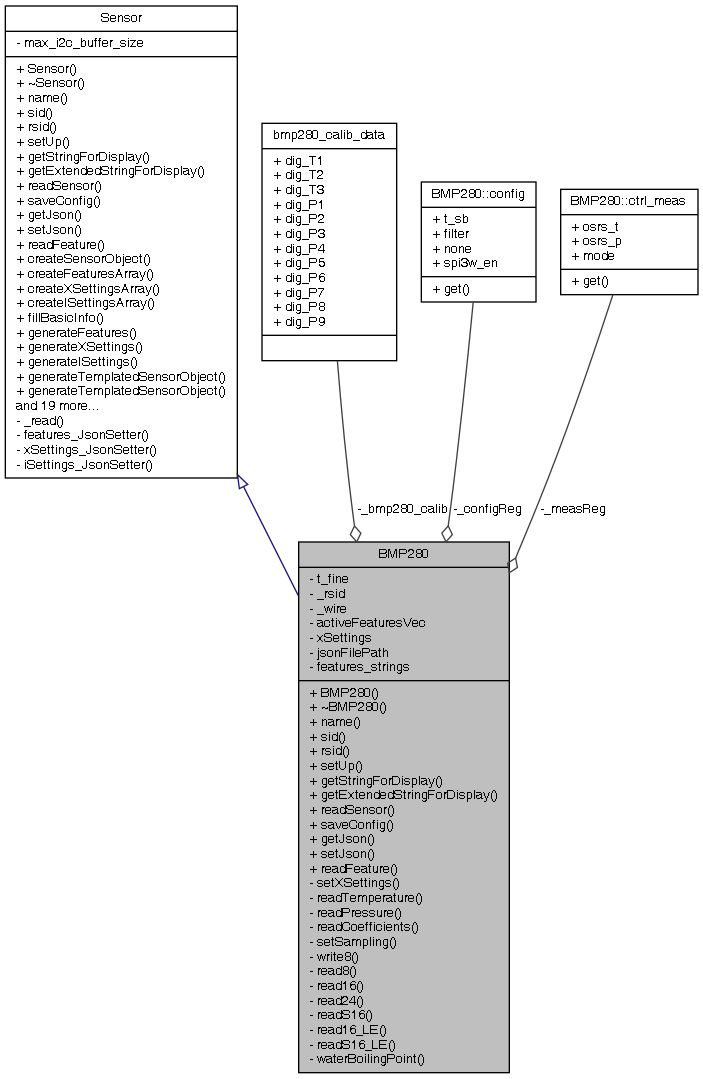 Sensor
- max_i2c_buffer_size
+ Sensor()
+ ~Sensor()
+ name()
+ sid()
+ rsid()
+ setUp()
+ getStringForDisplay()
+ getExtendedStringForDisplay()
+ readSensor()
+ saveConfig()
+ getJson()
+ setJson()
+ readFeature()
+ createSensorObject()
+ createFeaturesArray()
+ createXSettingsArray()
+ createISettingsArray()
+ fillBasicInfo()
+ generateFeatures()
+ generateXSettings()
+ generateISettings()
+ generateTemplatedSensorObject()
+ generateTemplatedSensorObject()
and 19 more...
- _read()
- features_JsonSetter()
- xSettings_JsonSetter()
- iSettings_JsonSetter()
bmp280_calib_data
+ dig_T1
+ dig_T2
+ dig_T3
+ dig_P1
+ dig_P2
+ dig_P3
+ dig_P4
+ dig_P5
+ dig_P6
+ dig_P7
+ dig_P8
+ dig_P9
BMP280::config
+ t_sb
+ filter
+ none
+ spi3w_en
+ get()
BMP280::ctrl_meas
+ osrs_t
+ osrs_p
+ mode
+ get()
-_bmp280_calib
-_configReg
-_measReg
BMP280
- t_fine
- _rsid
- _wire
- activeFeaturesVec
- xSettings
- jsonFilePath
- features_strings
+ BMP280()
+ ~BMP280()
+ name()
+ sid()
+ rsid()
+ setUp()
+ getStringForDisplay()
+ getExtendedStringForDisplay()
+ readSensor()
+ saveConfig()
+ getJson()
+ setJson()
+ readFeature()
- setXSettings()
- readTemperature()
- readPressure()
- readCoefficients()
- setSampling()
- write8()
- read8()
- read16()
- read24()
- readS16()
- read16_LE()
- readS16_LE()
- waterBoilingPoint()